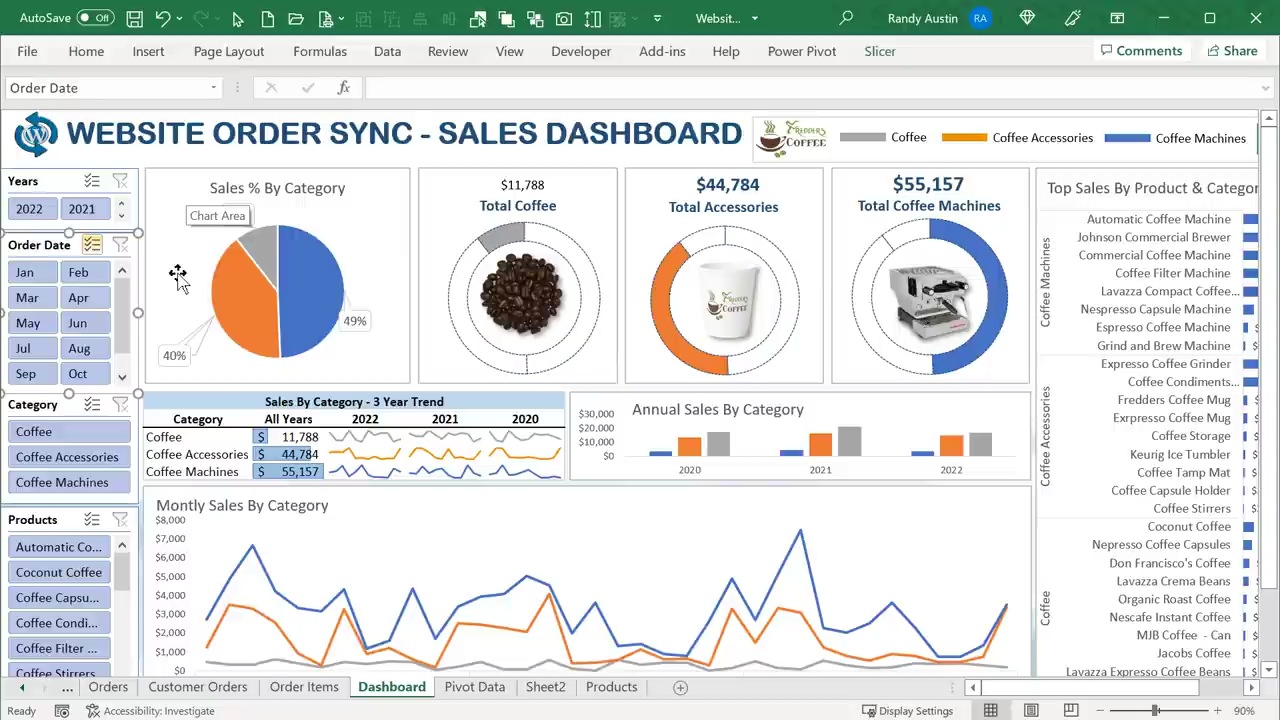 AutoSave Off Websit... Randy Austin RA
File Home Insert Page Layout Formulas Data Review View Developer Add-ins Help Power Pivot Slicer Comments Share
Order Date fx
WEBSITE ORDER SYNC - SALES DASHBOARD
FREDDERS COFFEE
Coffee Coffee Accessories Coffee Machines
Years
2022 2021
Order Date
Jan Feb
Mar Apr
May Jun
Jul Aug
Sep Oct
Category
Coffee
Coffee Accessories
Coffee Machines
Products
Automatic Co...
Coconut Coffee
Coffee Capsu...
Coffee Condi...
Coffee Filter ...
Coffee Stirrers
Sales % By Category
Chart Area
49%
40%
$11,788
Total Coffee
$44,784
Total Accessories
$55,157
Total Coffee Machines
Sales By Category - 3 Year Trend
Category All Years 2022 2021 2020
Coffee $ 11,788
Coffee Accessories $ 44,784
Coffee Machines $ 55,157
Annual Sales By Category
$30,000
$20,000
$10,000
$0
2020 2021 2022
Montly Sales By Category
$8,000
$7,000
$6,000
$5,000
$4,000
$3,000
$2,000
$1,000
$0
Top Sales By Product & Categor
Coffee Machines
Automatic Coffee Machine
Johnson Commercial Brewer
Commercial Coffee Machine
Coffee Filter Machine
Lavazza Compact Coffee...
Nespresso Capsule Machine
Espresso Coffee Machine
Grind and Brew Machine
Coffee Accessories
Expresso Coffee Grinder
Coffee Condiments...
Fredders Coffee Mug
Exrpresso Coffee Mug
Coffee Storage
Keurig Ice Tumbler
Coffee Tamp Mat
Coffee Capsule Holder
Coffee Stirrers
Coffee
Coconut Coffee
Nepresso Coffee Capsules
Don Francisco's Coffee
Lavazza Crema Beans
Organic Roast Coffee
Nescafe Instant Coffee
MJB Coffee - Can
Jacobs Coffee
Lavazza Expresso Coffee Beans
... Orders Customer Orders Order Items Dashboard Pivot Data Sheet2 Products
Ready Accessibility: Investigate Display Settings 90%